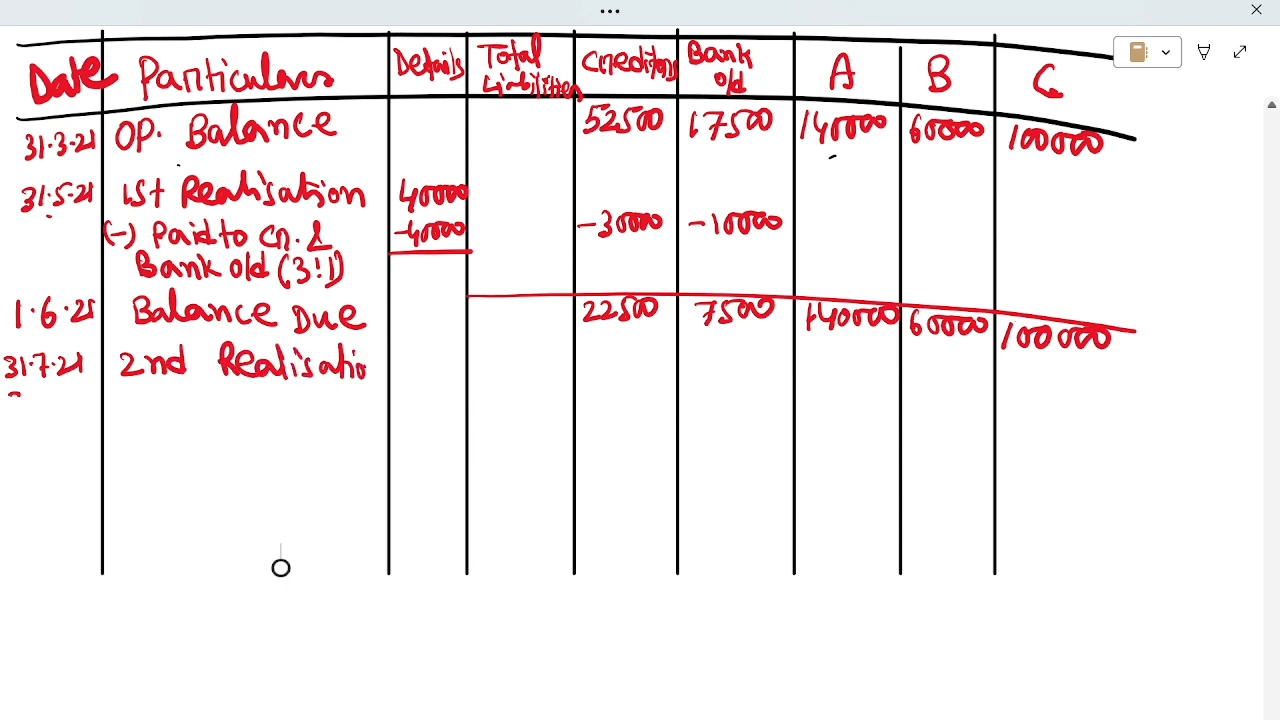 Date Particulars Details Total Liabilities Creditors Bank o/d A B C
31.3.21 OP. Balance 52500 17500 140000 60000 100000
31.5.21 1st Realisation 40000
(-) Paid to Cr. & -40000 -30000 -10000
Bank o/d (3:1)
1.6.21 Balance Due 22500 7500 140000 60000 100000
31.7.21 2nd Realisatio